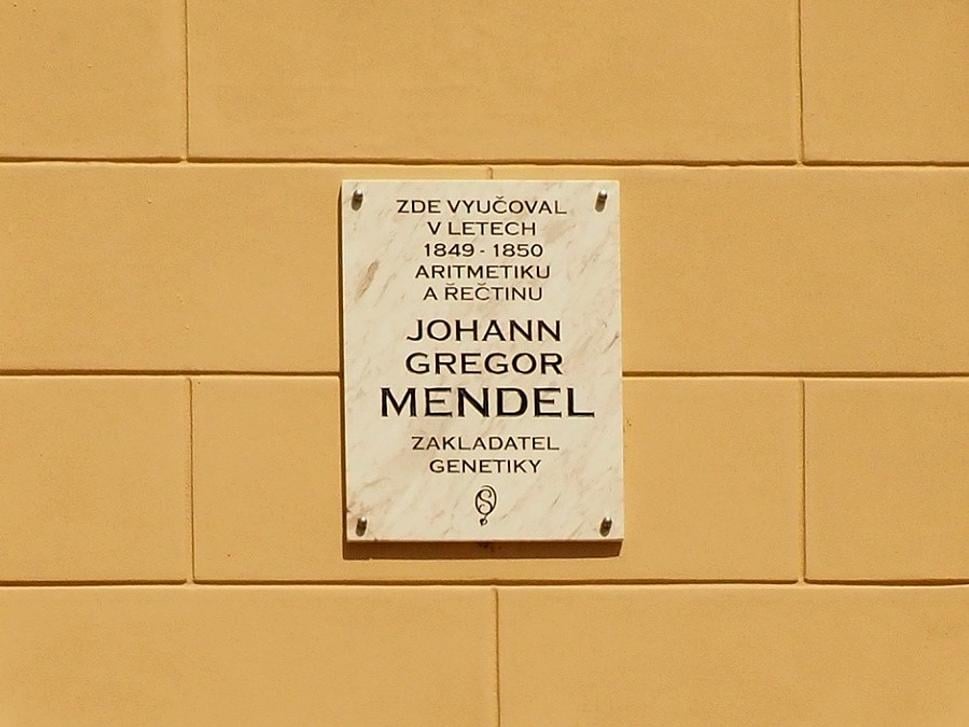 ZDE VYUČOVAL
V LETECH
1849 - 1850
ARITMETIKU
A ŘEČTINU
JOHANN
GREGOR
MENDEL
ZAKLADATEL
GENETIKY